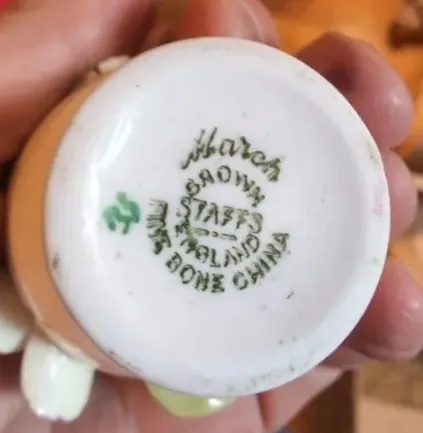 March
CROWN
STAFFS
ENGLAND
FINE BONE CHINA